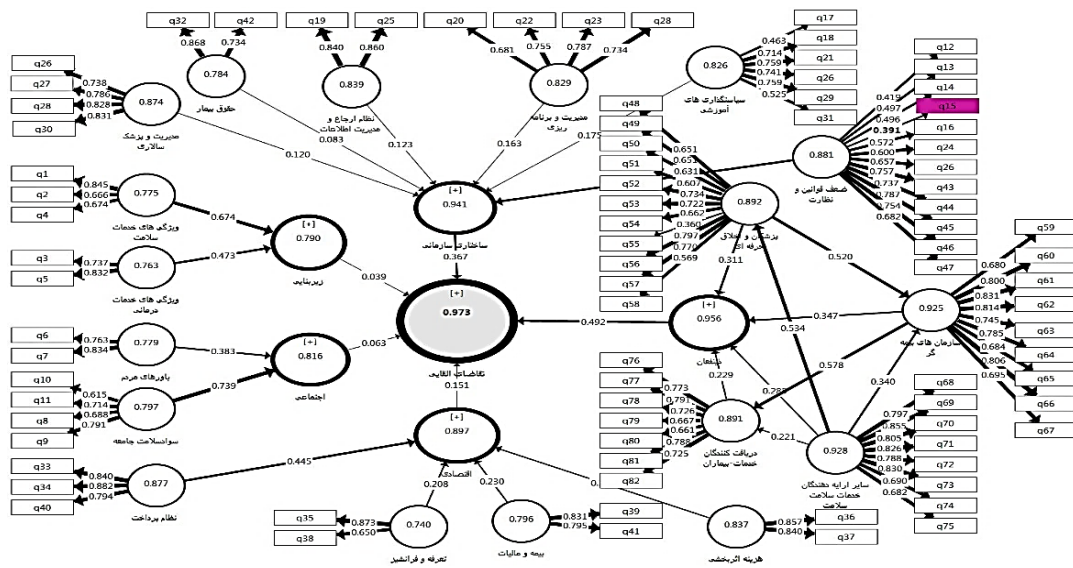 q32
q42
q19
q25
q20
q22
q23
q28
q17
q18
q21
q26
q29
q31
0.868
0.734
0.840
0.860
0.681
0.755
0.787
0.734
0.463
0.714
0.759
0.741
0.759
0.525
0.784
حقوق بیمار
0.839
نظام ارجاع و
مدیریت اطلاعات
0.829
مدیریت و برنامه
ریزی
0.826
سیاستگذاری های
آموزشی
q26
q27
q28
q30
0.738
0.786
0.828
0.831
0.874
مدیریت و پزشک
سالاری
0.120
0.083
0.123
0.163
0.175
q12
q13
q14
q15
q16
q24
q26
q43
q44
q45
q46
q47
0.415
0.497
0.496
0.391
0.572
0.600
0.657
0.757
0.737
0.787
0.754
0.682
0.881
ضعف قوانین و
نظارت
q1
q2
q4
0.845
0.666
0.674
0.775
ویژگی های خدمات
سلامت
0.674
q3
q5
0.737
0.832
0.763
ویژگی های خدمات
درمانی
0.473
[+]
0.790
زیربنایی
0.039
[+]
0.941
ساختاری سازمانی
0.367
q48
q49
q50
q51
q52
q53
q54
q55
q56
q57
q58
0.651
0.651
0.631
0.607
0.734
0.722
0.662
0.360
0.797
0.770
0.569
0.892
پزشکان و اخلاق
حرفه ای
0.311
0.520
q59
q60
q61
q62
q63
q64
q65
q66
q67
0.680
0.800
0.831
0.814
0.745
0.785
0.684
0.806
0.695
0.925
سازمان های بیمه
گر
0.347
0.578
0.340
[+]
0.973
تقاضای القایی
[+]
0.956
ذینفعان
0.492
0.534
0.229
q6
q7
0.763
0.834
0.779
باورهای مردم
0.383
q10
q11
q8
q9
0.615
0.714
0.688
0.791
0.797
سوادسلامت جامعه
0.739
[+]
0.816
اجتماعی
0.063
0.151
[+]
0.897
اقتصادی
q76
q77
q78
q79
q80
q81
q82
0.773
0.791
0.726
0.667
0.661
0.788
0.725
0.891
دریافت کنندگان
خدمات-بیماران
0.221
q68
q69
q70
q71
q72
q73
q74
q75
0.797
0.855
0.805
0.826
0.788
0.830
0.690
0.682
0.928
سایر ارایه دهندگان
خدمات سلامت
سلامت
q33
q34
q40
0.840
0.882
0.794
0.877
نظام پرداخت
0.445
0.208
0.230
q35
q38
0.873
0.650
0.740
تعرفه و فرانشیز
0.796
بیمه و مالیات
0.831
0.795
q39
q41
0.837
هزینه اثربخشی
0.857
0.840
q36
q37